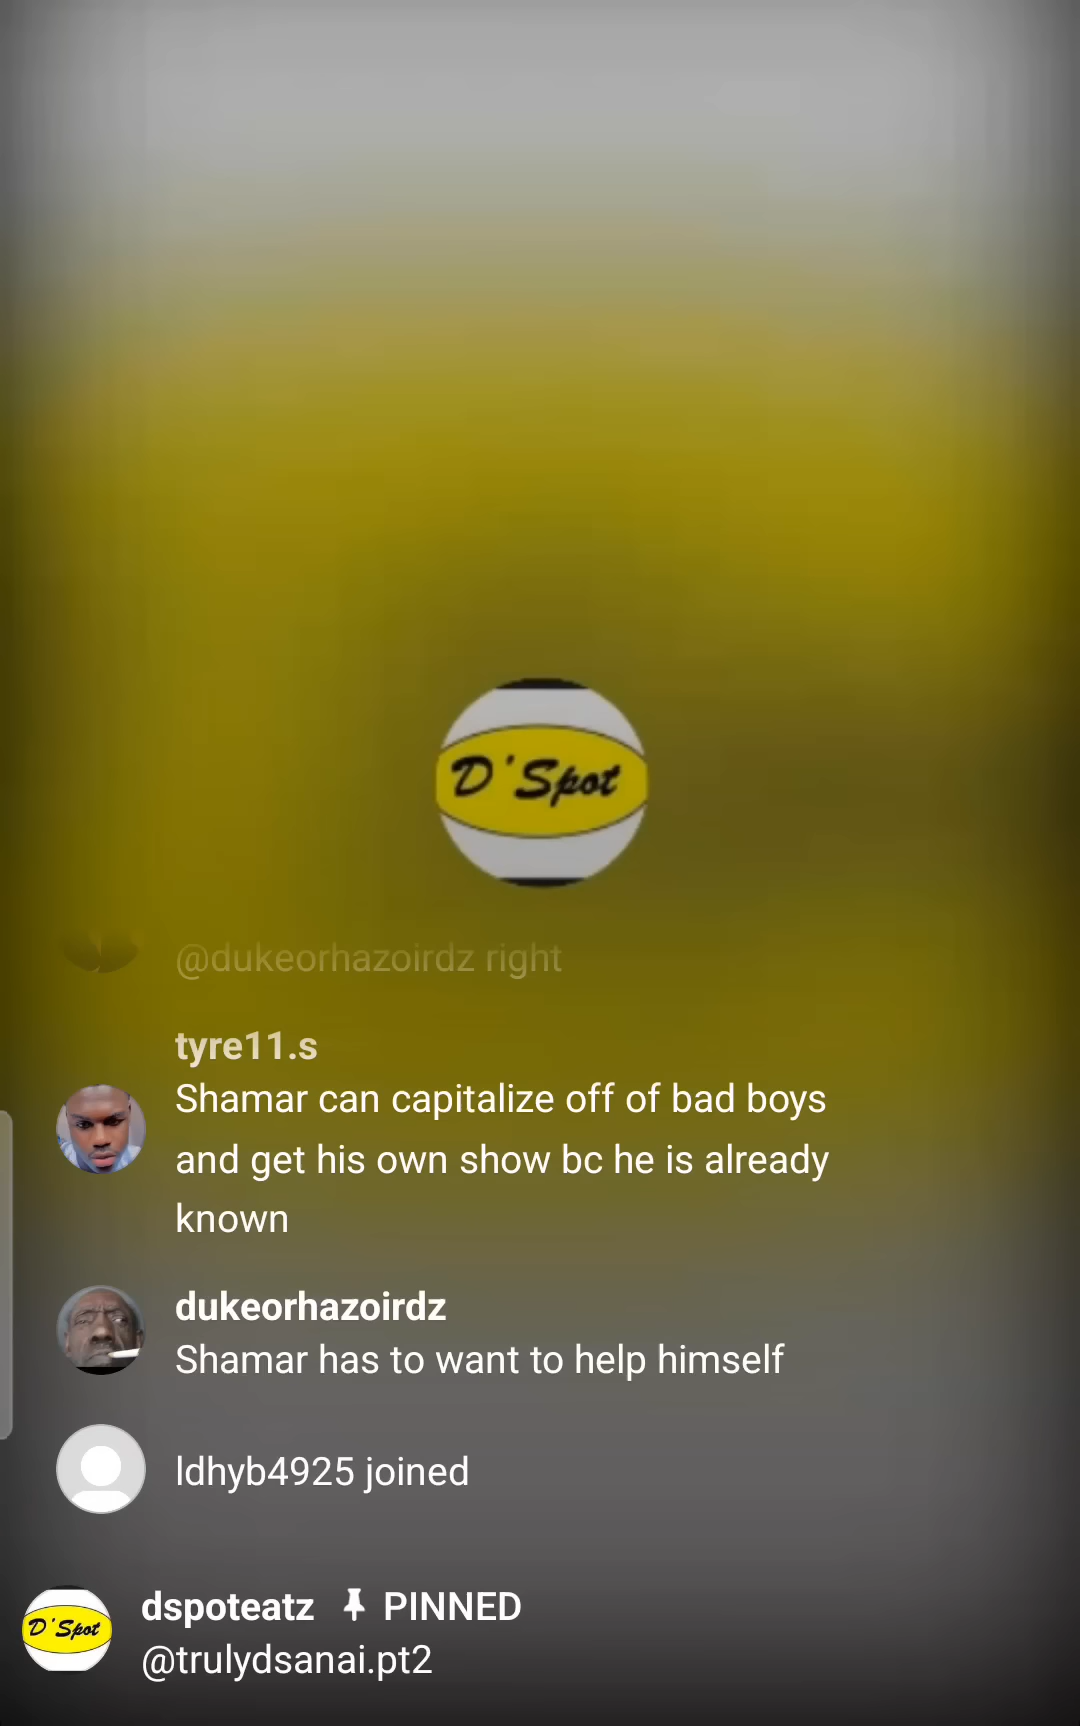 D'Spot
@dukeorhazoirdz right
tyre11.s
Shamar can capitalize off of bad boys
and get his own show bc he is already
known
dukeorhazoirdz
Shamar has to want to help himself
ldhyb4925 joined
D'Spot
dspoteatz PINNED
@trulydsanai.pt2